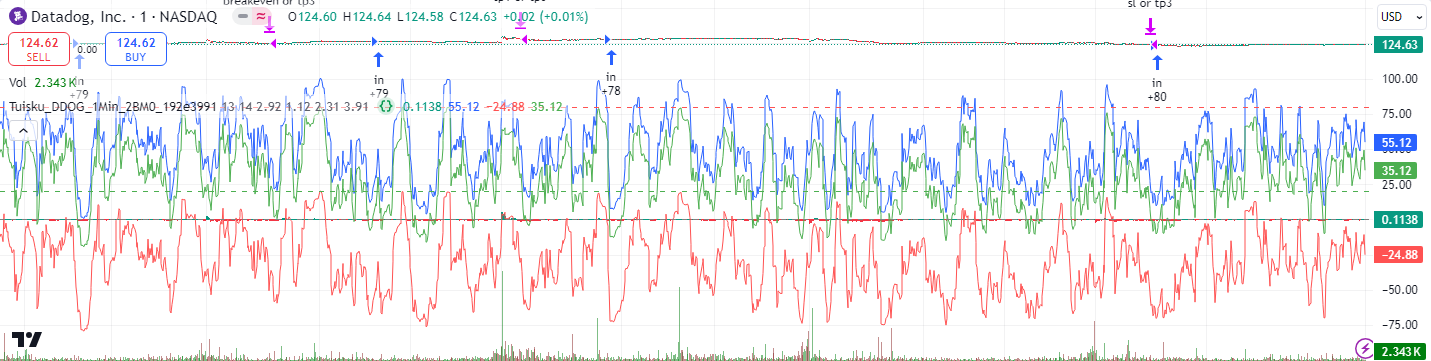 breakeven or tp3
sl or tp3
Datadog, Inc. · 1 · NASDAQ
O124.60 H124.64 L124.58 C124.63 +0.02 (+0.01%)
USD
124.62
SELL
0.00
124.62
BUY
124.63
Vol 2.343 K
in
+79
in
+79
in
+78
in
+80
Tuisku_DDOG_1Min_2BM0_192e3991 13 14 2.92 1.12 2.31 3.91 {} 0.1138 55.12 −24.88 35.12
100.00
75.00
55.12
35.12
25.00
0.1138
−24.88
−50.00
−75.00
2.343 K